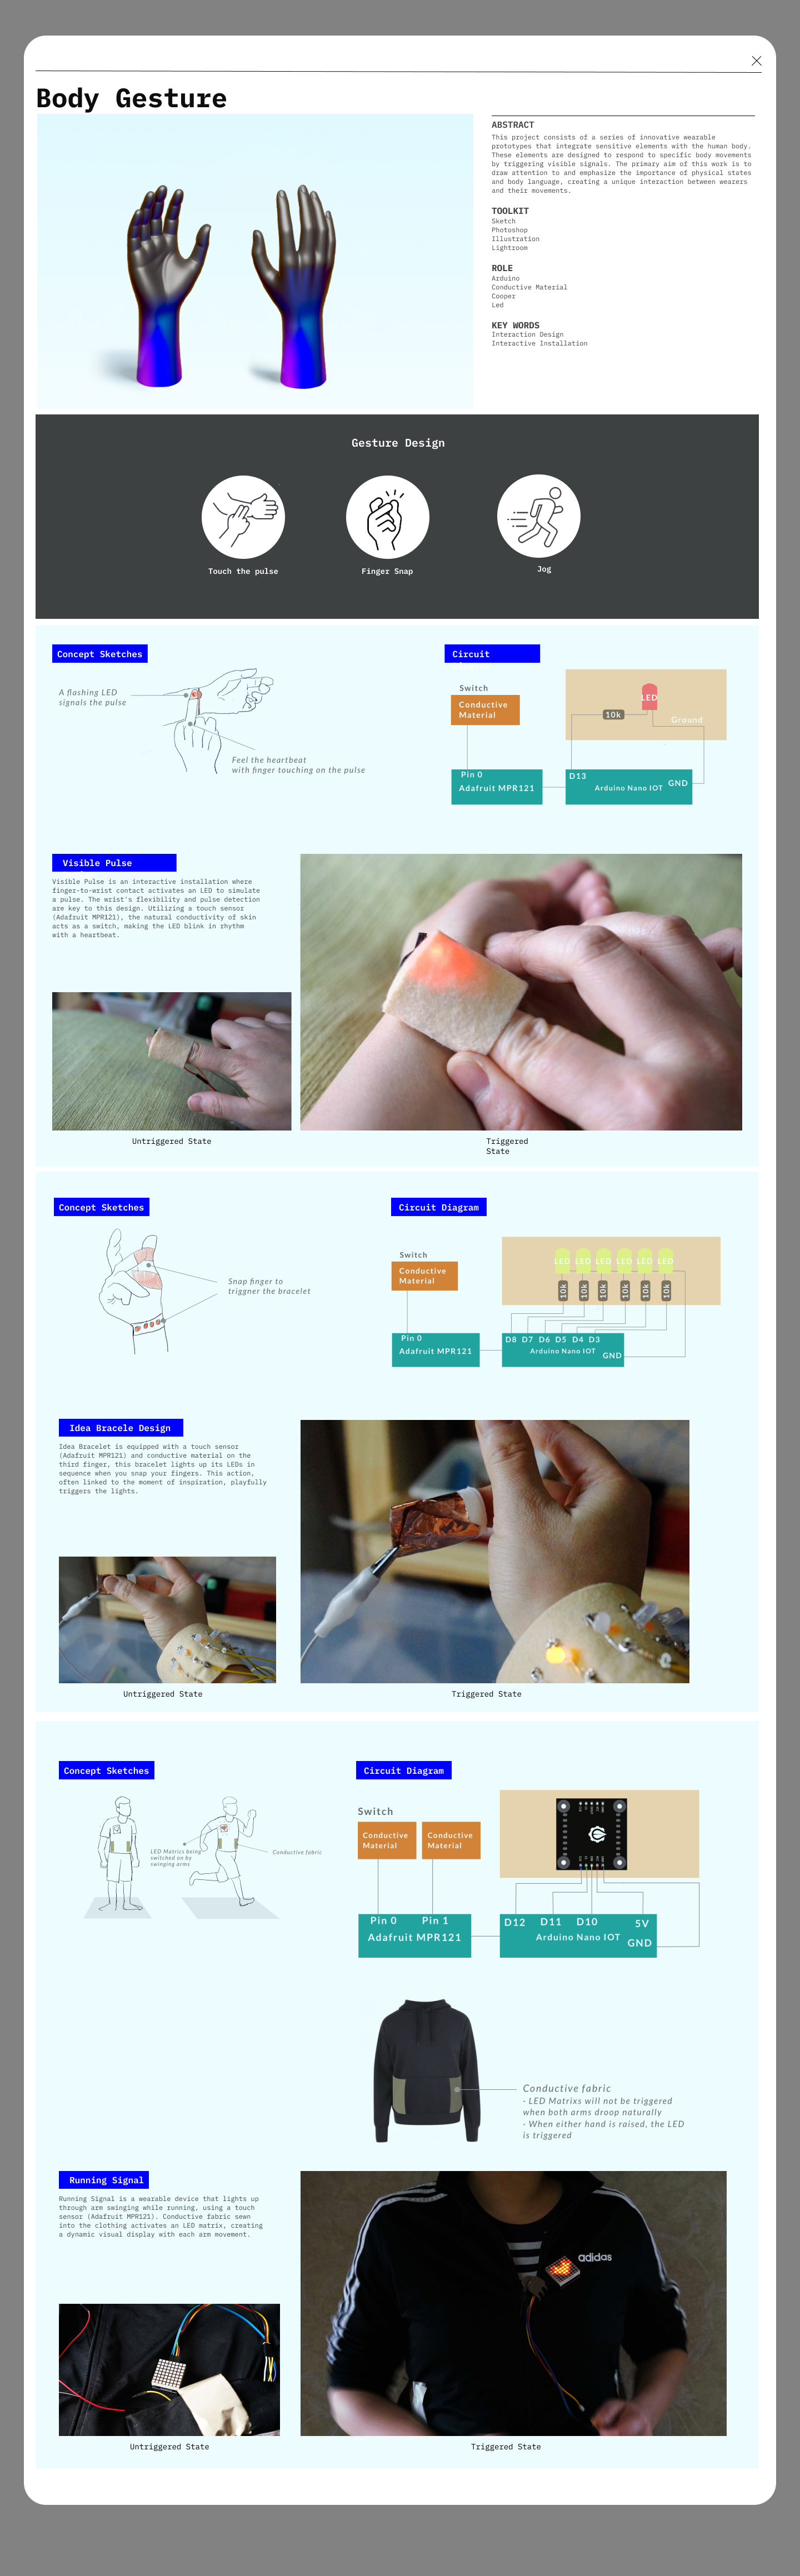 Body Gesture
ABSTRACT
This project consists of a series of innovative wearable
prototypes that integrate sensitive elements with the human body.
These elements are designed to respond to specific body movements
by triggering visible signals. The primary aim of this work is to
draw attention to and emphasize the importance of physical states
and body language, creating a unique interaction between wearers
and their movements.
TOOLKIT
Sketch
Photoshop
Illustration
Lightroom
ROLE
Arduino
Conductive Material
Cooper
Led
KEY WORDS
Interaction Design
Interactive Installation
Gesture Design
Touch the pulse
Finger Snap
Jog
Concept Sketches
A flashing LED
signals the pulse
Feel the heartbeat
with finger touching on the pulse
Circuit
Switch
Conductive
Material
LED
10k
Ground
Pin 0
Adafruit MPR121
D13
GND
Arduino Nano IOT
Visible Pulse
Visible Pulse is an interactive installation where
finger-to-wrist contact activates an LED to simulate
a pulse. The wrist's flexibility and pulse detection
are key to this design. Utilizing a touch sensor
(Adafruit MPR121), the natural conductivity of skin
acts as a switch, making the LED blink in rhythm
with a heartbeat.
Untriggered State
Triggered
State
Concept Sketches
Snap finger to
triggner the bracelet
Circuit Diagram
Switch
Conductive
Material
LED LED LED LED LED LED
10k 10k 10k 10k 10k 10k
Pin 0
Adafruit MPR121
D8 D7 D6 D5 D4 D3
Arduino Nano IOT
GND
Idea Bracele Design
Idea Bracelet is equipped with a touch sensor
(Adafruit MPR121) and conductive material on the
third finger, this bracelet lights up its LEDs in
sequence when you snap your fingers. This action,
often linked to the moment of inspiration, playfully
triggers the lights.
Untriggered State
Triggered State
Concept Sketches
LED Matrics being
switched on by
swinging arms
Conductive fabric
Circuit Diagram
Switch
Conductive
Material
Conductive
Material
Pin 0 Pin 1
Adafruit MPR121
D12 D11 D10 5V
Arduino Nano IOT
GND
Conductive fabric
- LED Matrixs will not be triggered
when both arms droop naturally
- When either hand is raised, the LED
is triggered
Running Signal
Running Signal is a wearable device that lights up
through arm swinging while running, using a touch
sensor (Adafruit MPR121). Conductive fabric sewn
into the clothing activates an LED matrix, creating
a dynamic visual display with each arm movement.
adidas
Untriggered State
Triggered State